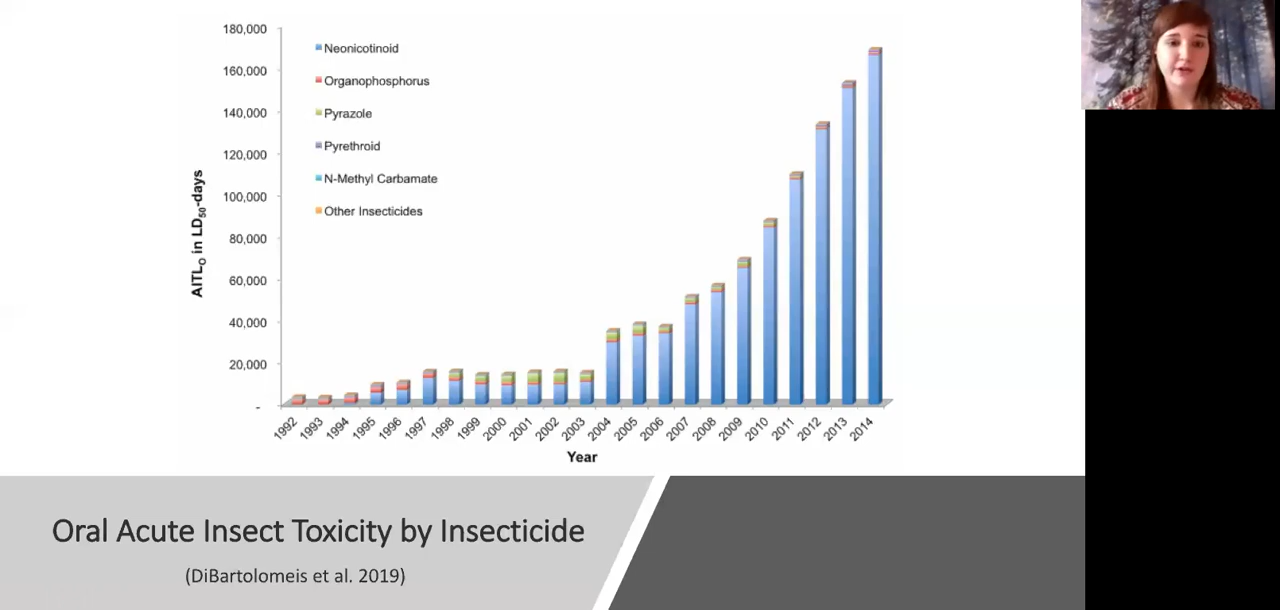 180,000
160,000
140,000
120,000
100,000
80,000
60,000
40,000
20,000
-
AITLO in LD50-days
Neonicotinoid
Organophosphorus
Pyrazole
Pyrethroid
N-Methyl Carbamate
Other Insecticides
1992 1993 1994 1995 1996 1997 1998 1999 2000 2001 2002 2003 2004 2005 2006 2007 2008 2009 2010 2011 2012 2013 2014
Year
Oral Acute Insect Toxicity by Insecticide
(DiBartolomeis et al. 2019)